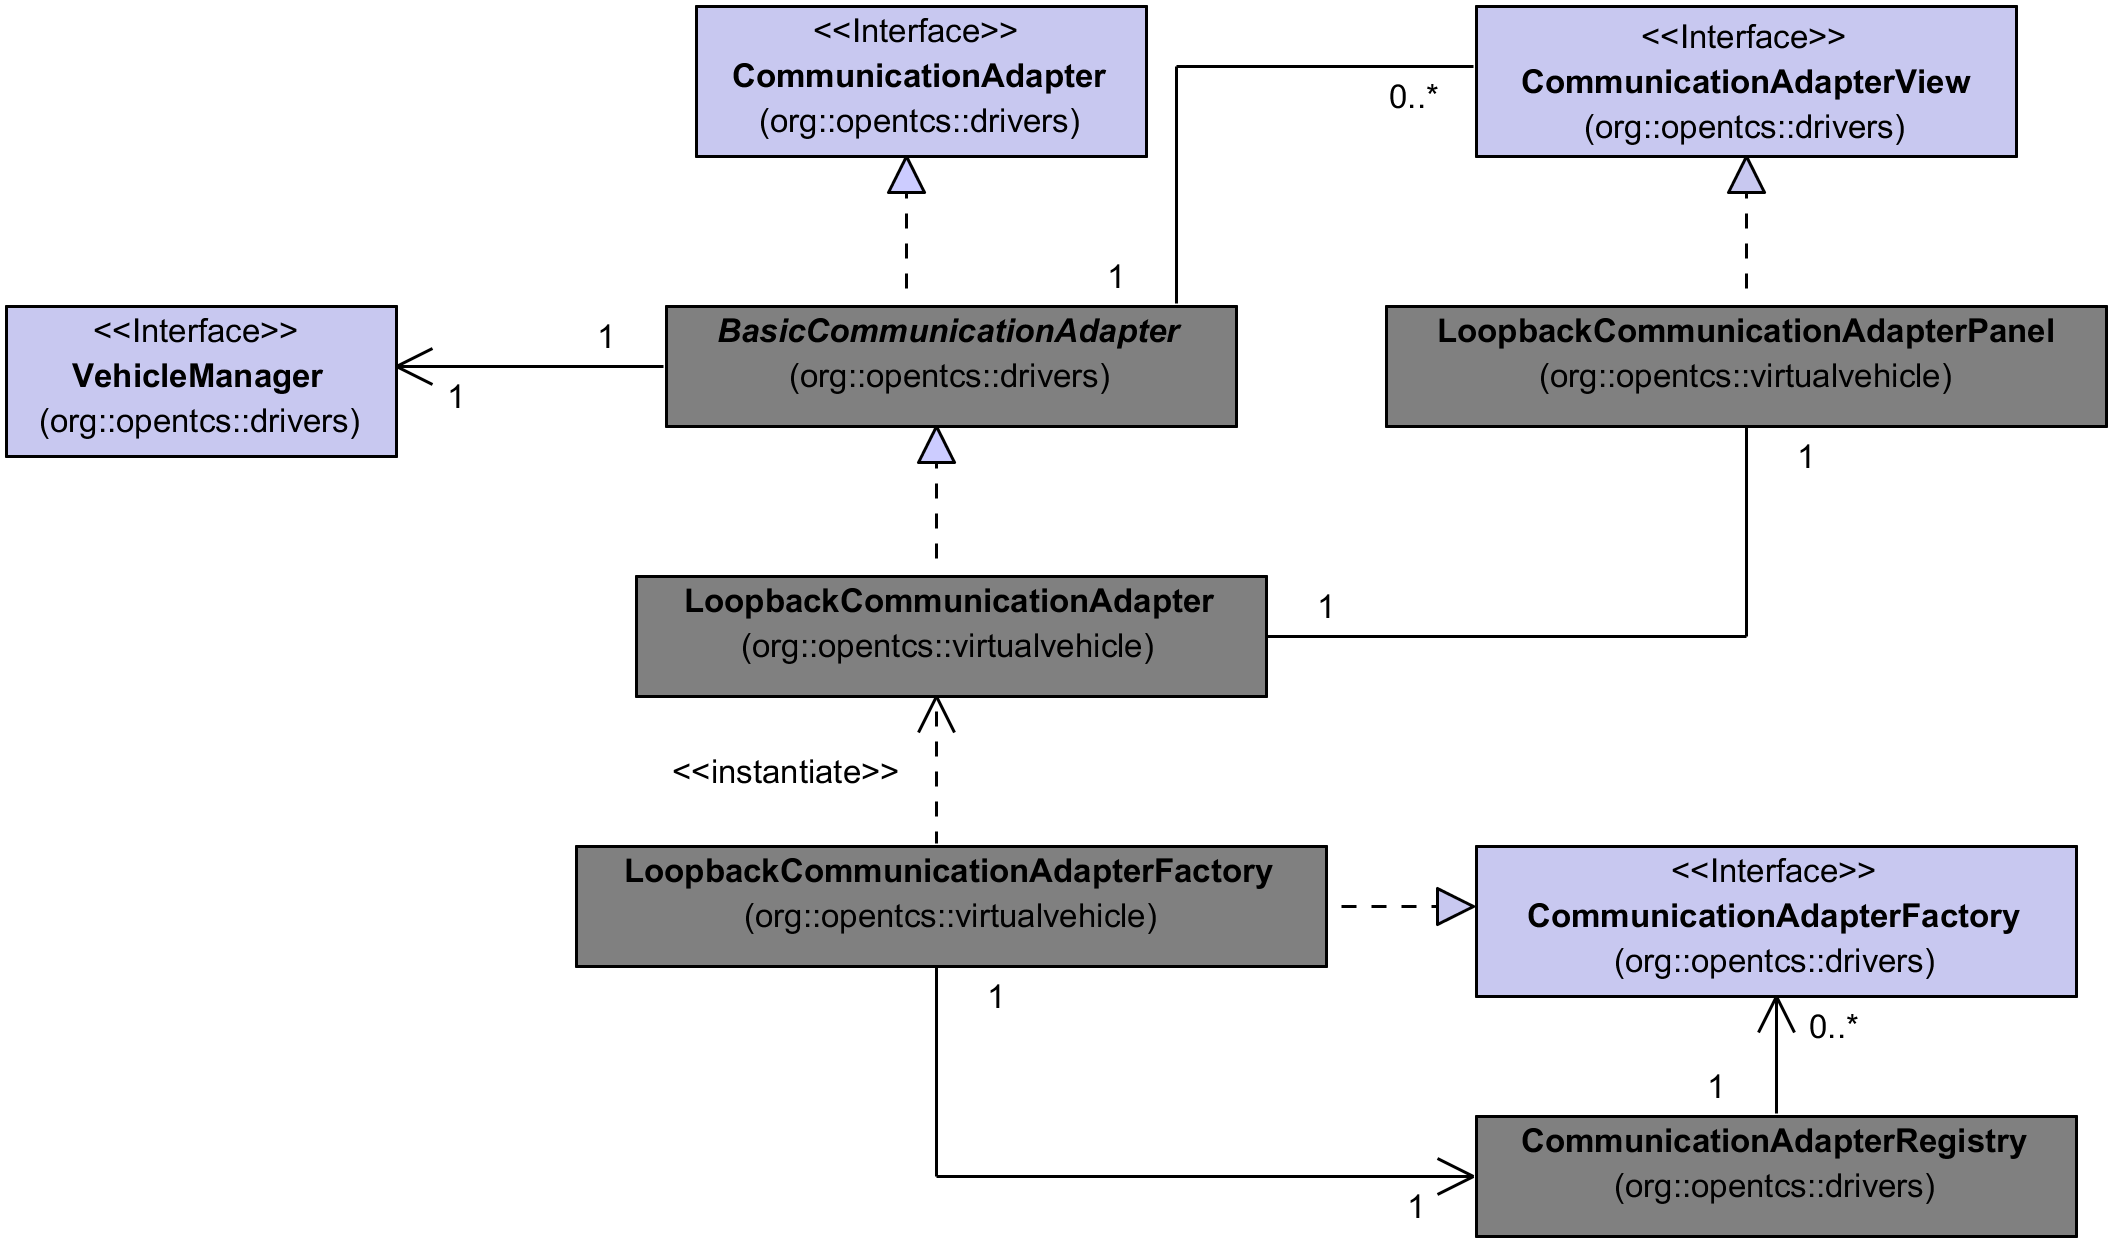 <<Interface>>
CommunicationAdapter
(org::opentcs::drivers)
<<Interface>>
CommunicationAdapterView
(org::opentcs::drivers)
0..*
1
<<Interface>>
VehicleManager
(org::opentcs::drivers)
1
1
BasicCommunicationAdapter
(org::opentcs::drivers)
LoopbackCommunicationAdapterPanel
(org::opentcs::virtualvehicle)
1
LoopbackCommunicationAdapter
(org::opentcs::virtualvehicle)
1
<<instantiate>>
LoopbackCommunicationAdapterFactory
(org::opentcs::virtualvehicle)
<<Interface>>
CommunicationAdapterFactory
(org::opentcs::drivers)
1
0..*
1
CommunicationAdapterRegistry
(org::opentcs::drivers)
1